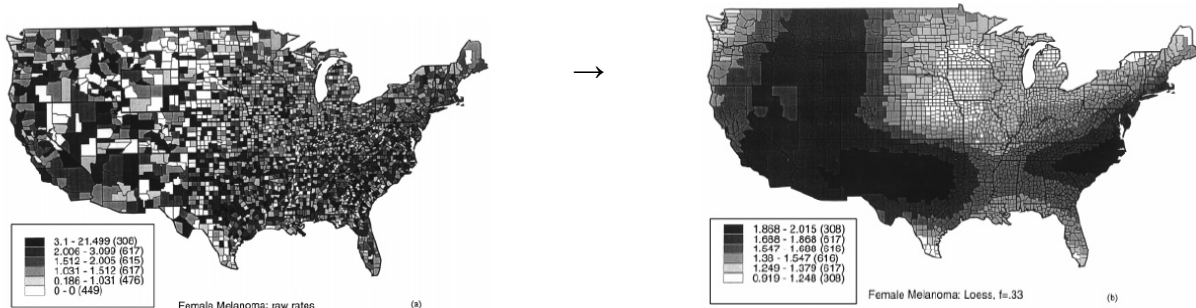 →
3.1 - 21.499 (306)
2.006 - 3.099 (617)
1.512 - 2.005 (615)
1.031 - 1.512 (617)
0.186 - 1.031 (476)
0 - 0 (449)
Female Melanoma: raw rates
(a)
1.868 - 2.015 (308)
1.688 - 1.868 (617)
1.547 - 1.688 (616)
1.38 - 1.547 (616)
1.249 - 1.379 (617)
0.919 - 1.248 (308)
Female Melanoma: Loess, f=.33
(b)